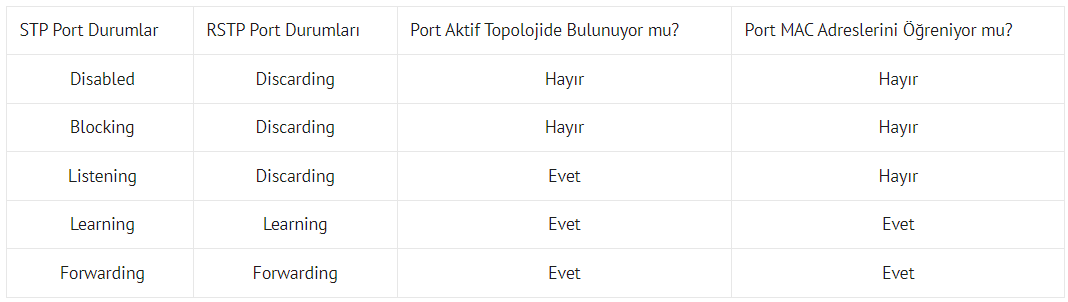 STP Port Durumlar RSTP Port Durumları Port Aktif Topolojide Bulunuyor mu? Port MAC Adreslerini Öğreniyor mu?
Disabled Discarding Hayır Hayır
Blocking Discarding Hayır Hayır
Listening Discarding Evet Hayır
Learning Learning Evet Evet
Forwarding Forwarding Evet Evet